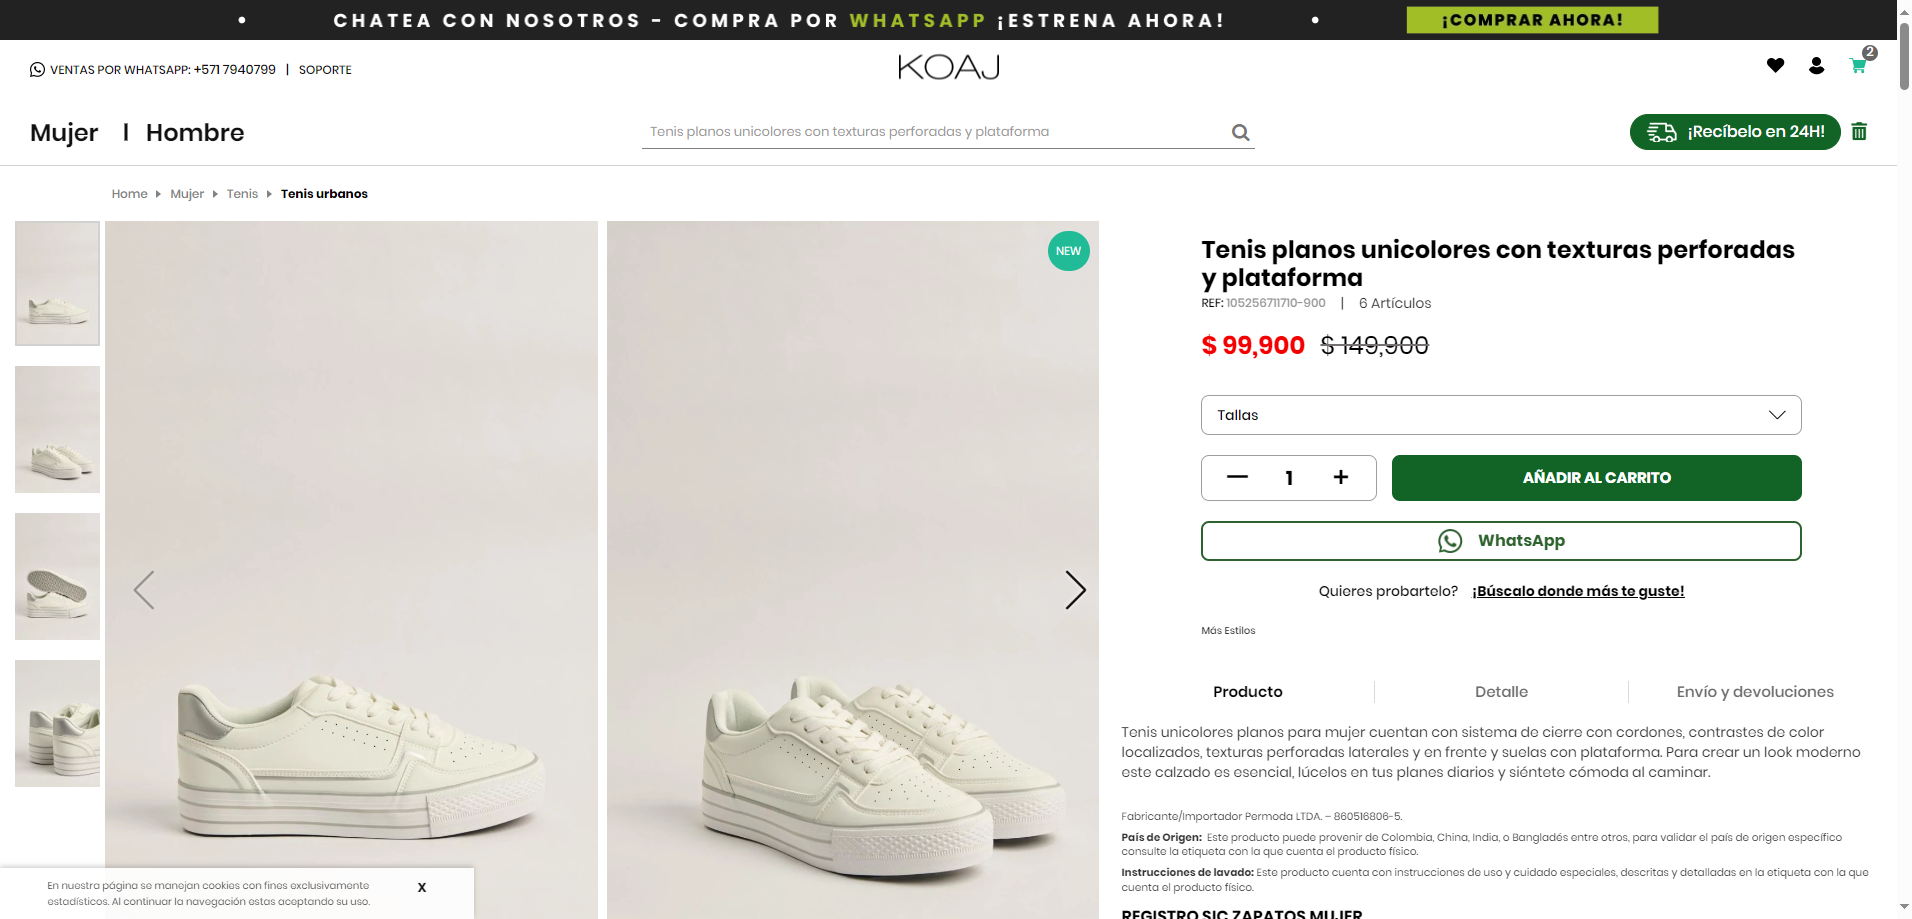 CHATEA CON NOSOTROS - COMPRA POR WHATSAPP ¡ESTRENA AHORA!
¡COMPRAR AHORA!
VENTAS POR WHATSAPP: +571 7940799 | SOPORTE
KOAJ
2
Mujer | Hombre
Tenis planos unicolores con texturas perforadas y plataforma
¡Recíbelo en 24H!
Home Mujer Tenis Tenis urbanos
NEW
Tenis planos unicolores con texturas perforadas
y plataforma
REF: 105256711710-900 | 6 Artículos
$ 99,900 $ 149,900
Tallas
1
AÑADIR AL CARRITO
WhatsApp
Quieres probartelo? ¡Búscalo donde más te guste!
Más Estilos
Producto
Detalle
Envío y devoluciones
Tenis unicolores planos para mujer cuentan con sistema de cierre con cordones, contrastes de color
localizados, texturas perforadas laterales y en frente y suelas con plataforma. Para crear un look moderno
este calzado es esencial, lúcelos en tus planes diarios y siéntete cómoda al caminar.
Fabricante/Importador Permoda LTDA. – 860516806-5.
País de Origen: Este producto puede provenir de Colombia, China, India, o Bangladés entre otros, para validar el país de origen específico
consulte la etiqueta con la que cuenta el producto físico.
Instrucciones de lavado: Este producto cuenta con instrucciones de uso y cuidado especiales, descritas y detalladas en la etiqueta con la que
cuenta el producto físico.
REGISTRO SIC ZAPATOS MUJER
En nuestra página se manejan cookies con fines exclusivamente
estadísticos. Al continuar la navegación estas aceptando su uso.
X